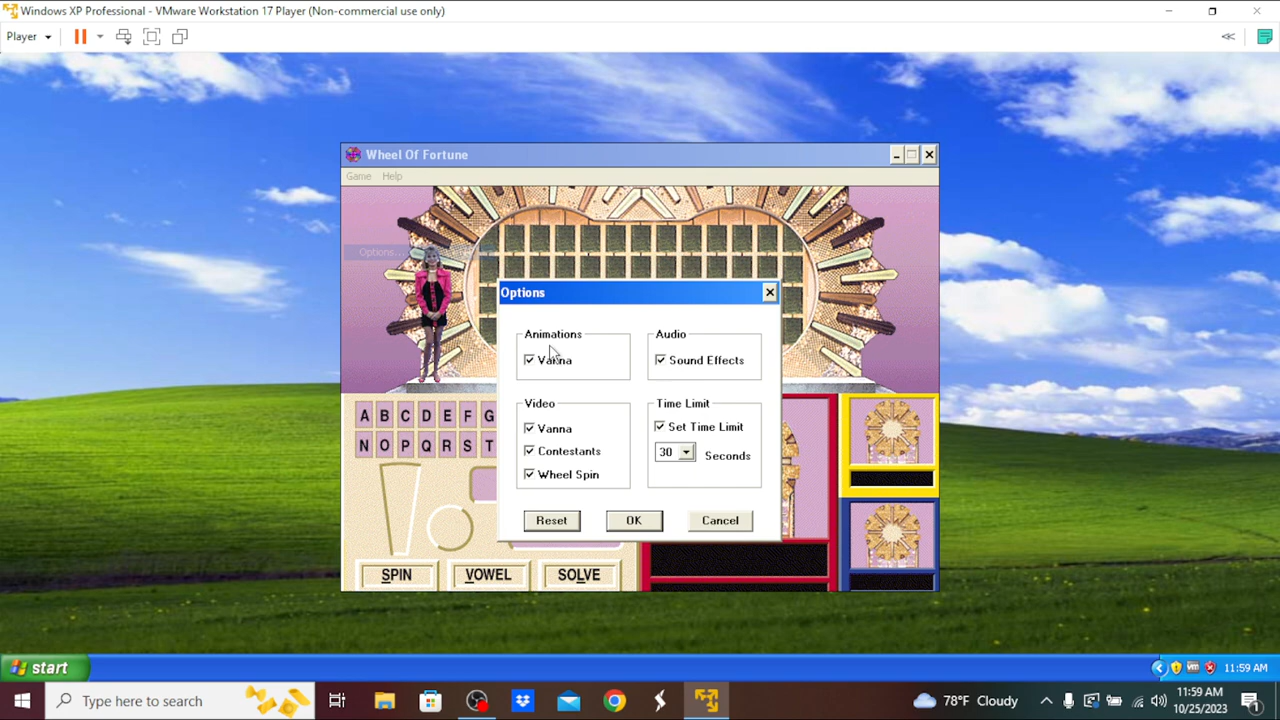 Windows XP Professional - VMware Workstation 17 Player (Non-commercial use only)
Player
Wheel Of Fortune
Game Help
Options...
Options
Animations
Vanna
Audio
Sound Effects
Video
Vanna
Contestants
Wheel Spin
Time Limit
Set Time Limit
30 Seconds
Reset OK Cancel
A B C D E F G
N O P Q R S T
SPIN VOWEL SOLVE
start
11:59 AM
Type here to search
78°F Cloudy
11:59 AM
10/25/2023
1